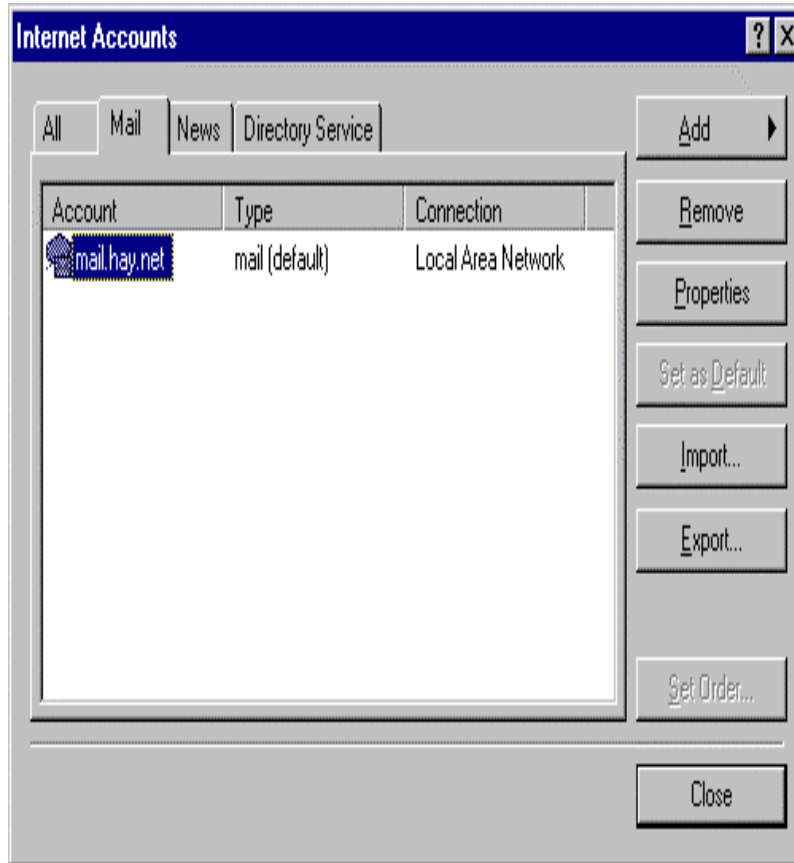 Internet Accounts
All Mail News Directory Service
Account Type Connection
mail.hay.net mail (default) Local Area Network
Add
Remove
Properties
Set as Default
Import...
Export...
Set Order...
Close